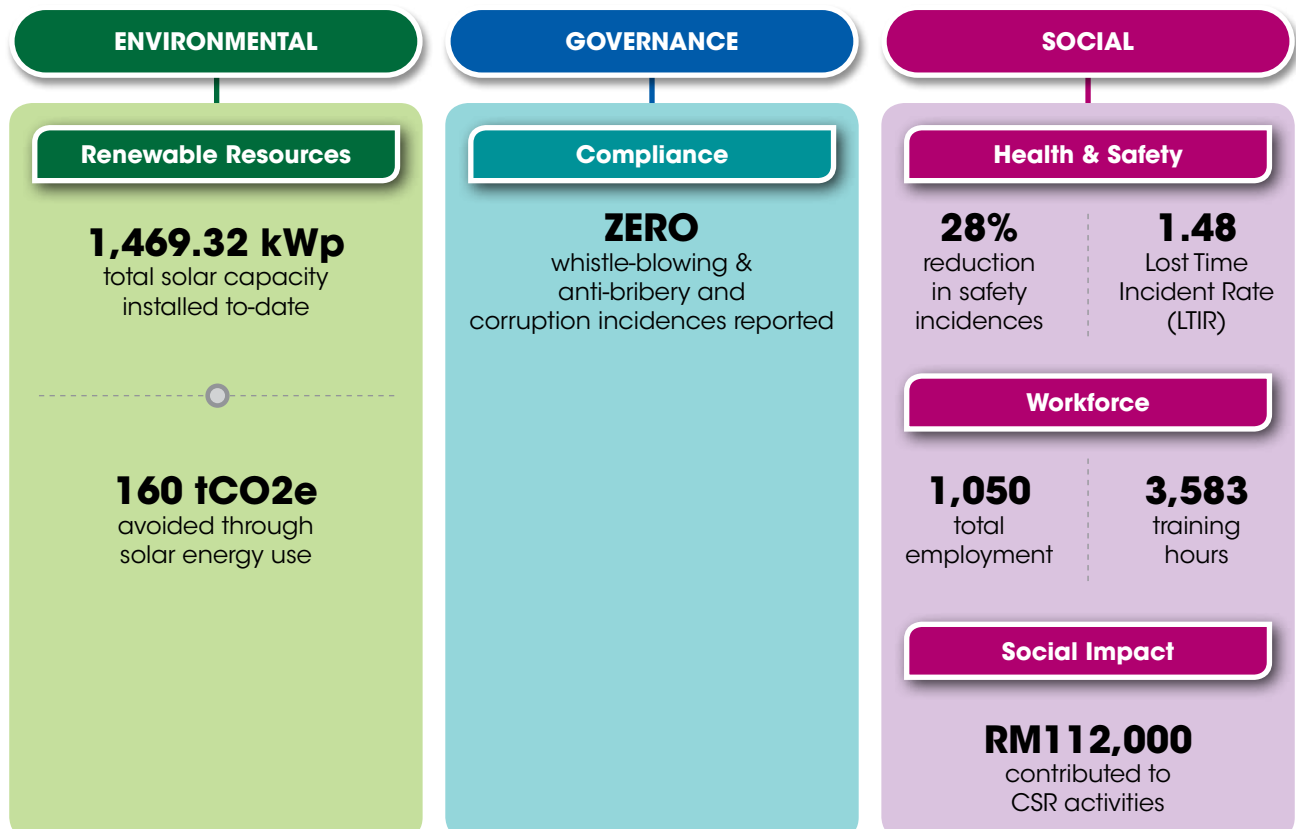 ENVIRONMENTAL
Renewable Resources
1,469.32 kWp
total solar capacity
installed to-date
160 tCO2e
avoided through
solar energy use
GOVERNANCE
Compliance
ZERO
whistle-blowing &
anti-bribery and
corruption incidences reported
SOCIAL
Health & Safety
28%
reduction
in safety
incidences
1.48
Lost Time
Incident Rate
(LTIR)
Workforce
1,050
total
employment
3,583
training
hours
Social Impact
RM112,000
contributed to
CSR activities